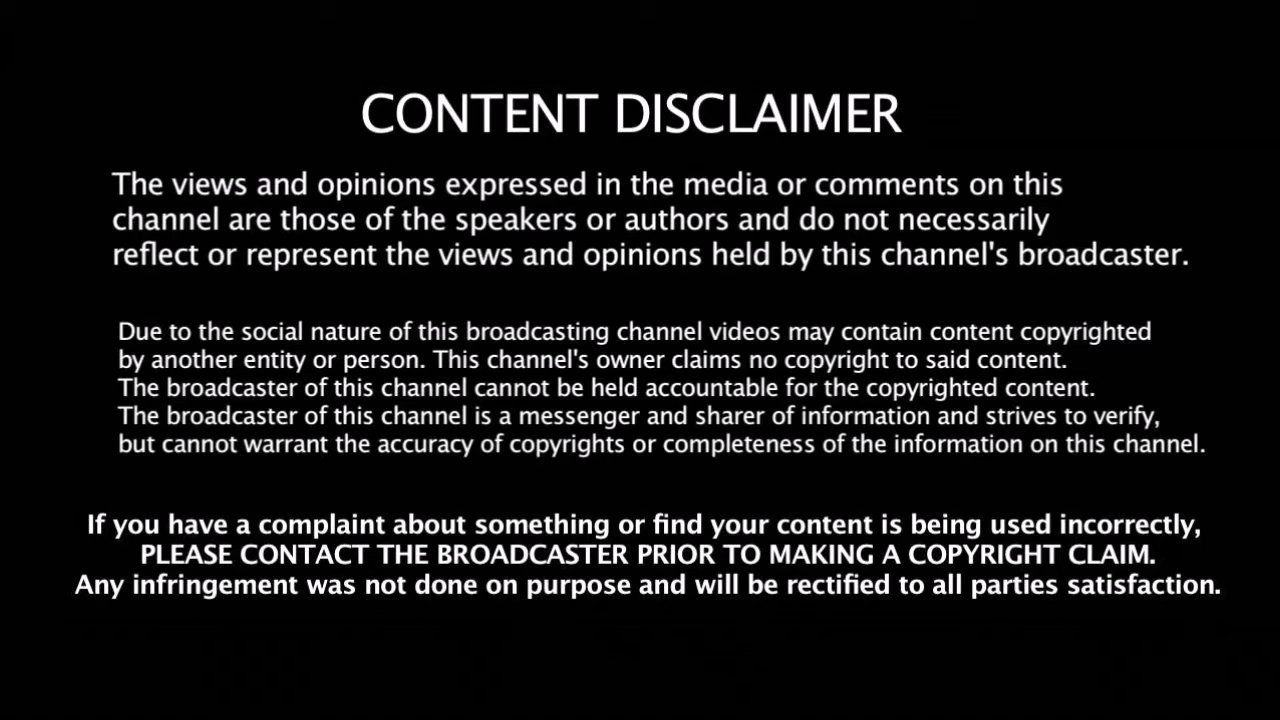 CONTENT DISCLAIMER
The views and opinions expressed in the media or comments on this
channel are those of the speakers or authors and do not necessarily
reflect or represent the views and opinions held by this channel's broadcaster.
Due to the social nature of this broadcasting channel videos may contain content copyrighted
by another entity or person. This channel's owner claims no copyright to said content.
The broadcaster of this channel cannot be held accountable for the copyrighted content.
The broadcaster of this channel is a messenger and sharer of information and strives to verify,
but cannot warrant the accuracy of copyrights or completeness of the information on this channel.
If you have a complaint about something or find your content is being used incorrectly,
PLEASE CONTACT THE BROADCASTER PRIOR TO MAKING A COPYRIGHT CLAIM.
Any infringement was not done on purpose and will be rectified to all parties satisfaction.